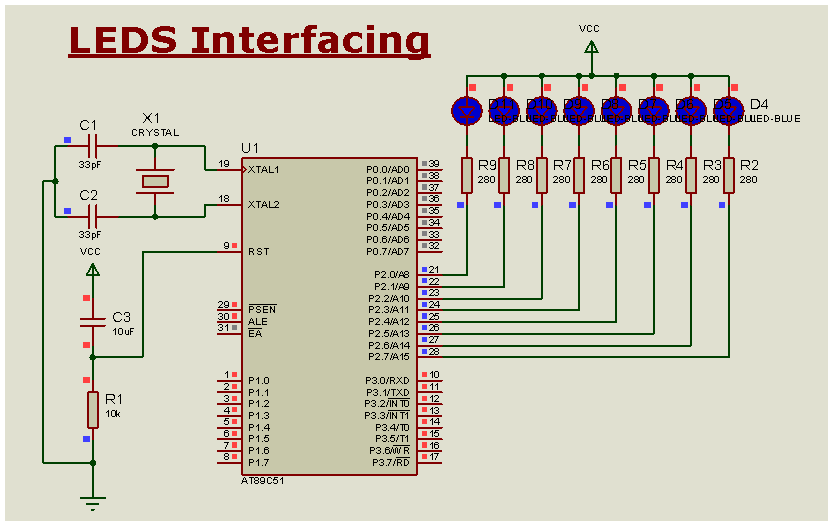 LEDS Interfacing
VCC
D4
LED-BLUE
C1
33pF
X1
CRYSTAL
C2
33pF
VCC
C3
10uF
R1
10k
U1
19 XTAL1
18 XTAL2
9 RST
29 PSEN
30 ALE
31 EA
1 P1.0
2 P1.1
3 P1.2
4 P1.3
5 P1.4
6 P1.5
7 P1.6
8 P1.7
P0.0/AD0 39
P0.1/AD1 38
P0.2/AD2 37
P0.3/AD3 36
P0.4/AD4 35
P0.5/AD5 34
P0.6/AD6 33
P0.7/AD7 32
P2.0/A8 21
P2.1/A9 22
P2.2/A10 23
P2.3/A11 24
P2.4/A12 25
P2.5/A13 26
P2.6/A14 27
P2.7/A15 28
P3.0/RXD 10
P3.1/TXD 11
P3.2/INT0 12
P3.3/INT1 13
P3.4/T0 14
P3.5/T1 15
P3.6/WR 16
P3.7/RD 17
AT89C51
R9 R8 R7 R6 R5 R4 R3 R2
280 280 280 280 280 280 280 280